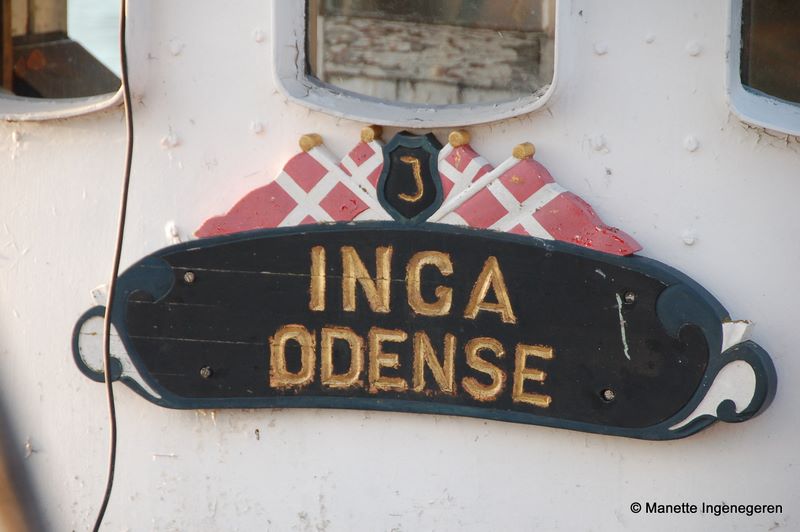 J
INGA
ODENSE
© Manette Ingenegeren